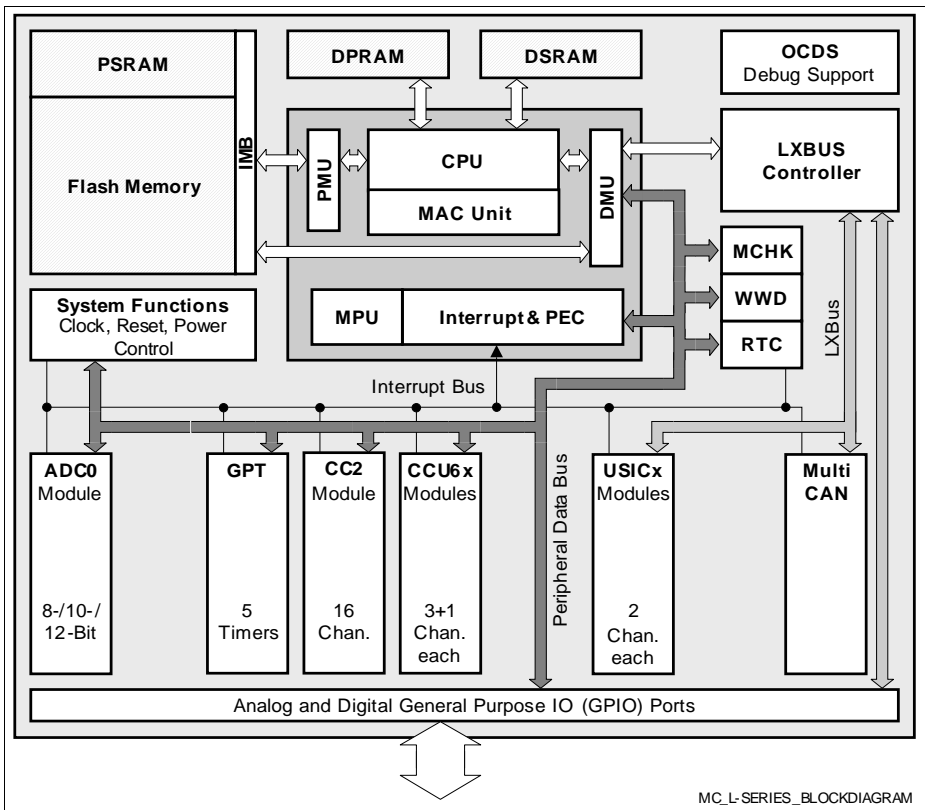 PSRAM
Flash Memory
IMB
DPRAM
DSRAM
OCDS
Debug Support
PMU
CPU
MAC Unit
DMU
LXBUS
Controller
MPU
Interrupt & PEC
MCHK
WWD
RTC
System Functions
Clock, Reset, Power
Control
Interrupt Bus
LXBus
Peripheral Data Bus
ADC0
Module
8-/10-/
12-Bit
GPT
5
Timers
CC2
Module
16
Chan.
CCU6x
Modules
3+1
Chan.
each
USICx
Modules
2
Chan.
each
Multi
CAN
Analog and Digital General Purpose IO (GPIO) Ports
MC_L-SERIES_BLOCKDIAGRAM